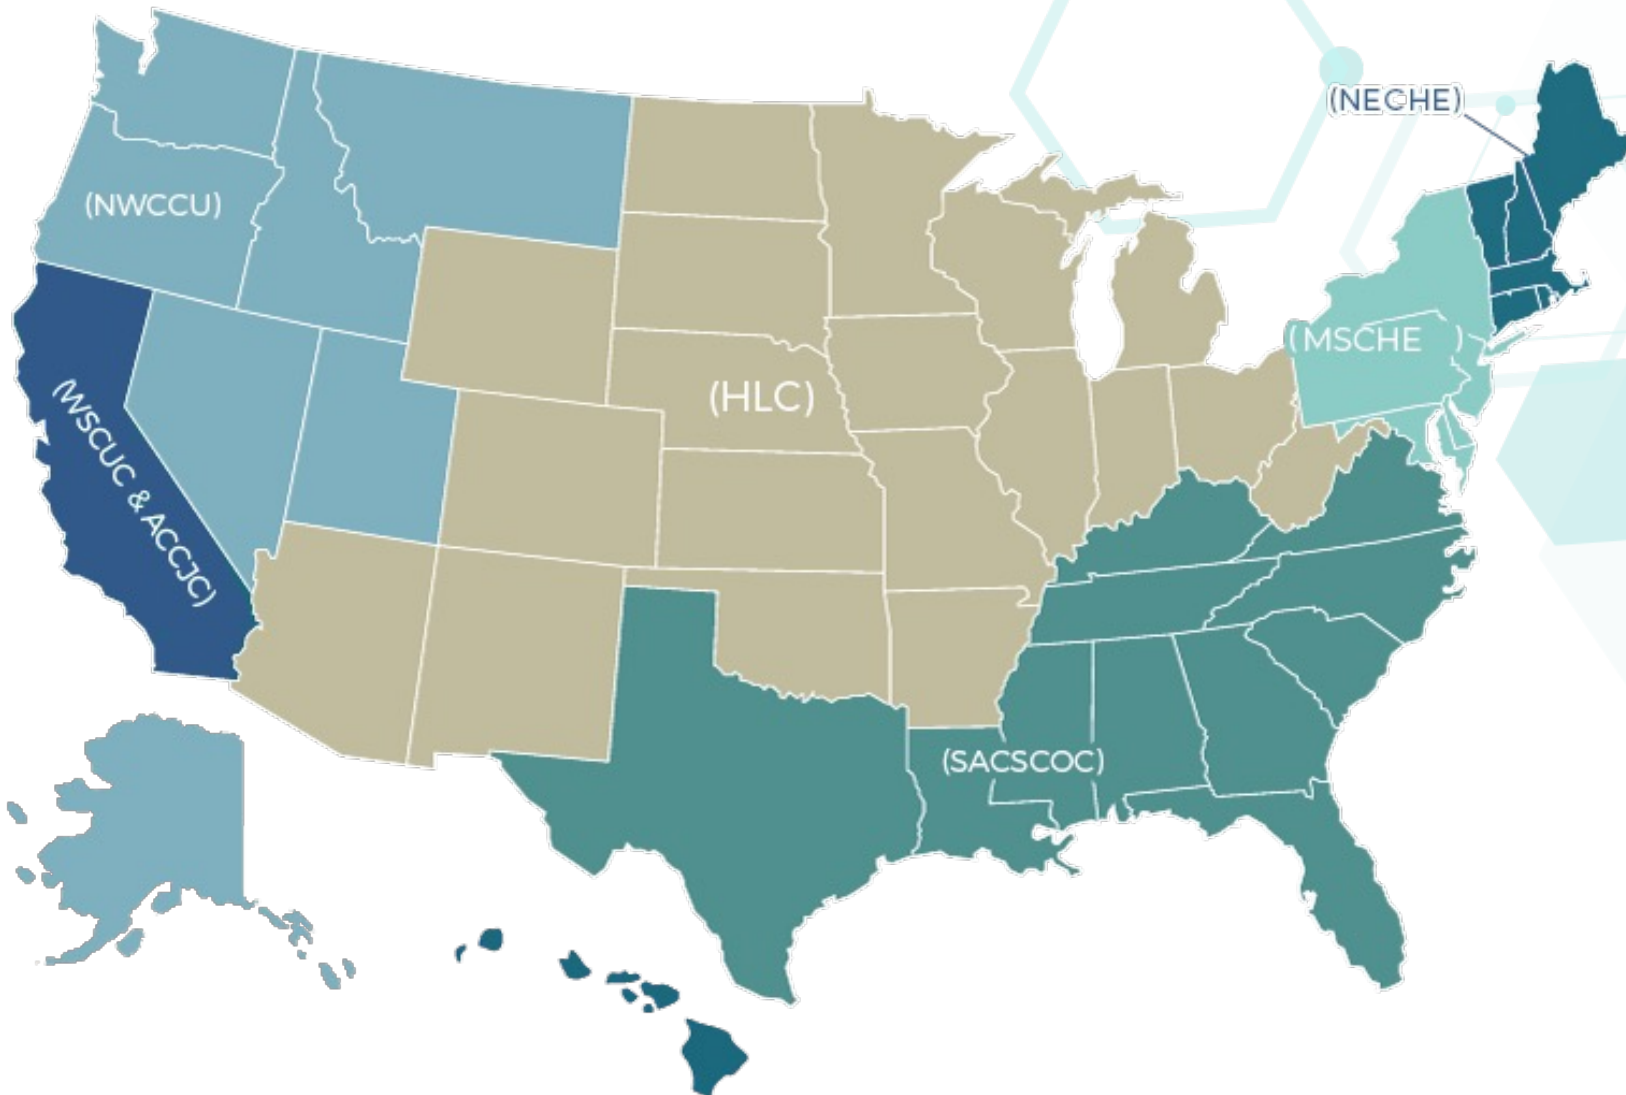 (NECHE)
(NWCCU)
(MSCHE )
(HLC)
(WSCUC & ACCJC)
(SACSCOC)